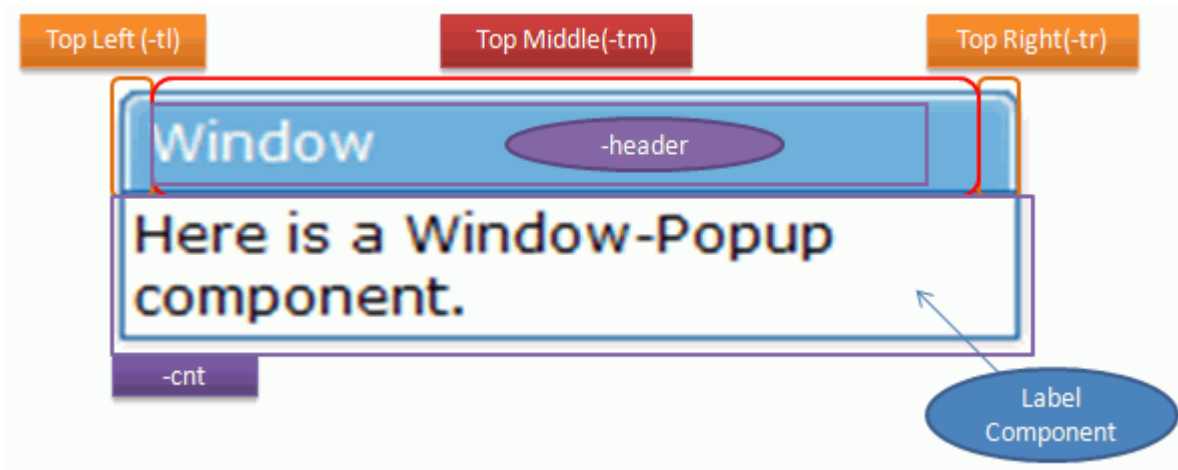 Top Left (-tl)
Top Middle(-tm)
Top Right(-tr)
Window
-header
Here is a Window-Popup
component.
-cnt
Label
Component